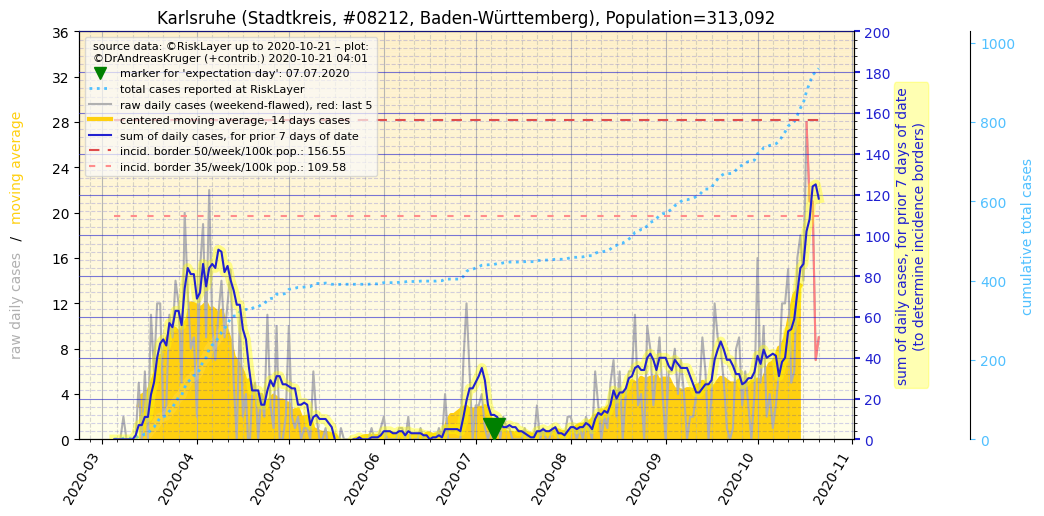 Karlsruhe (Stadtkreis, #08212, Baden-Württemberg), Population=313,092
source data: ©RiskLayer up to 2020-10-21 – plot:
©DrAndreasKruger (+contrib.) 2020-10-21 04:01
marker for 'expectation day': 07.07.2020
total cases reported at RiskLayer
raw daily cases (weekend-flawed), red: last 5
centered moving average, 14 days cases
sum of daily cases, for prior 7 days of date
incid. border 50/week/100k pop.: 156.55
incid. border 35/week/100k pop.: 109.58
raw daily cases / moving average
36
32
28
24
20
16
12
8
4
0
2020-03
2020-04
2020-05
2020-06
2020-07
2020-08
2020-09
2020-10
2020-11
200
180
160
140
120
100
80
60
40
20
0
sum of daily cases, for prior 7 days of date
(to determine incidence borders)
1000
800
600
400
200
0
cumulative total cases